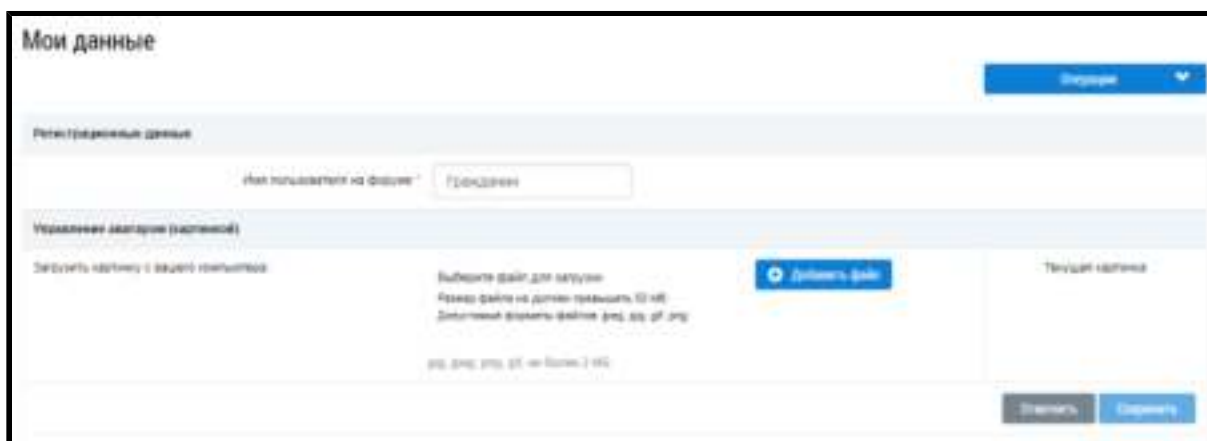 Мои данные
Операции
Регистрационные данные
Имя пользователя на форуме *
Гражданин
Управление аватаром (картинкой)
Загрузить картинку с вашего компьютера
Выберите файл для загрузки
Добавить файл
Текущая картинка
Размер файла не должен превышать 50 Мб
Допустимые форматы файлов: jpeg, jpg, gif, png
jpg, jpeg, png, gif, не более 2 МБ
Отменить
Сохранить